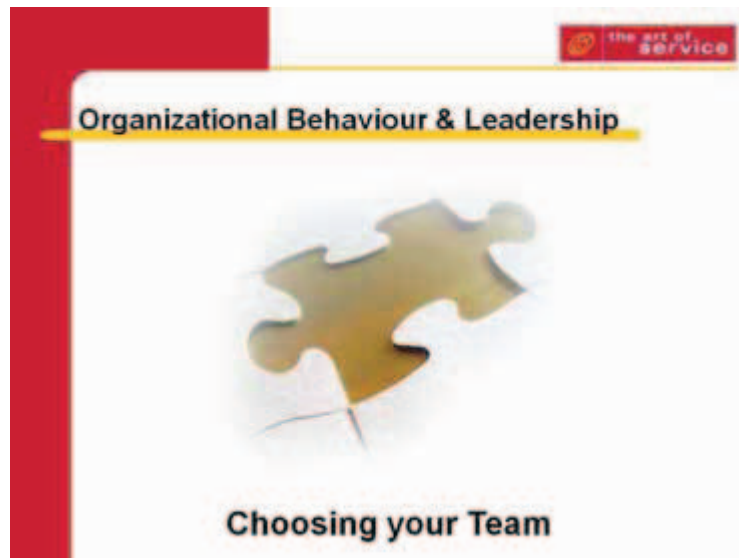 the art of
service
Organizational Behaviour & Leadership
Choosing your Team